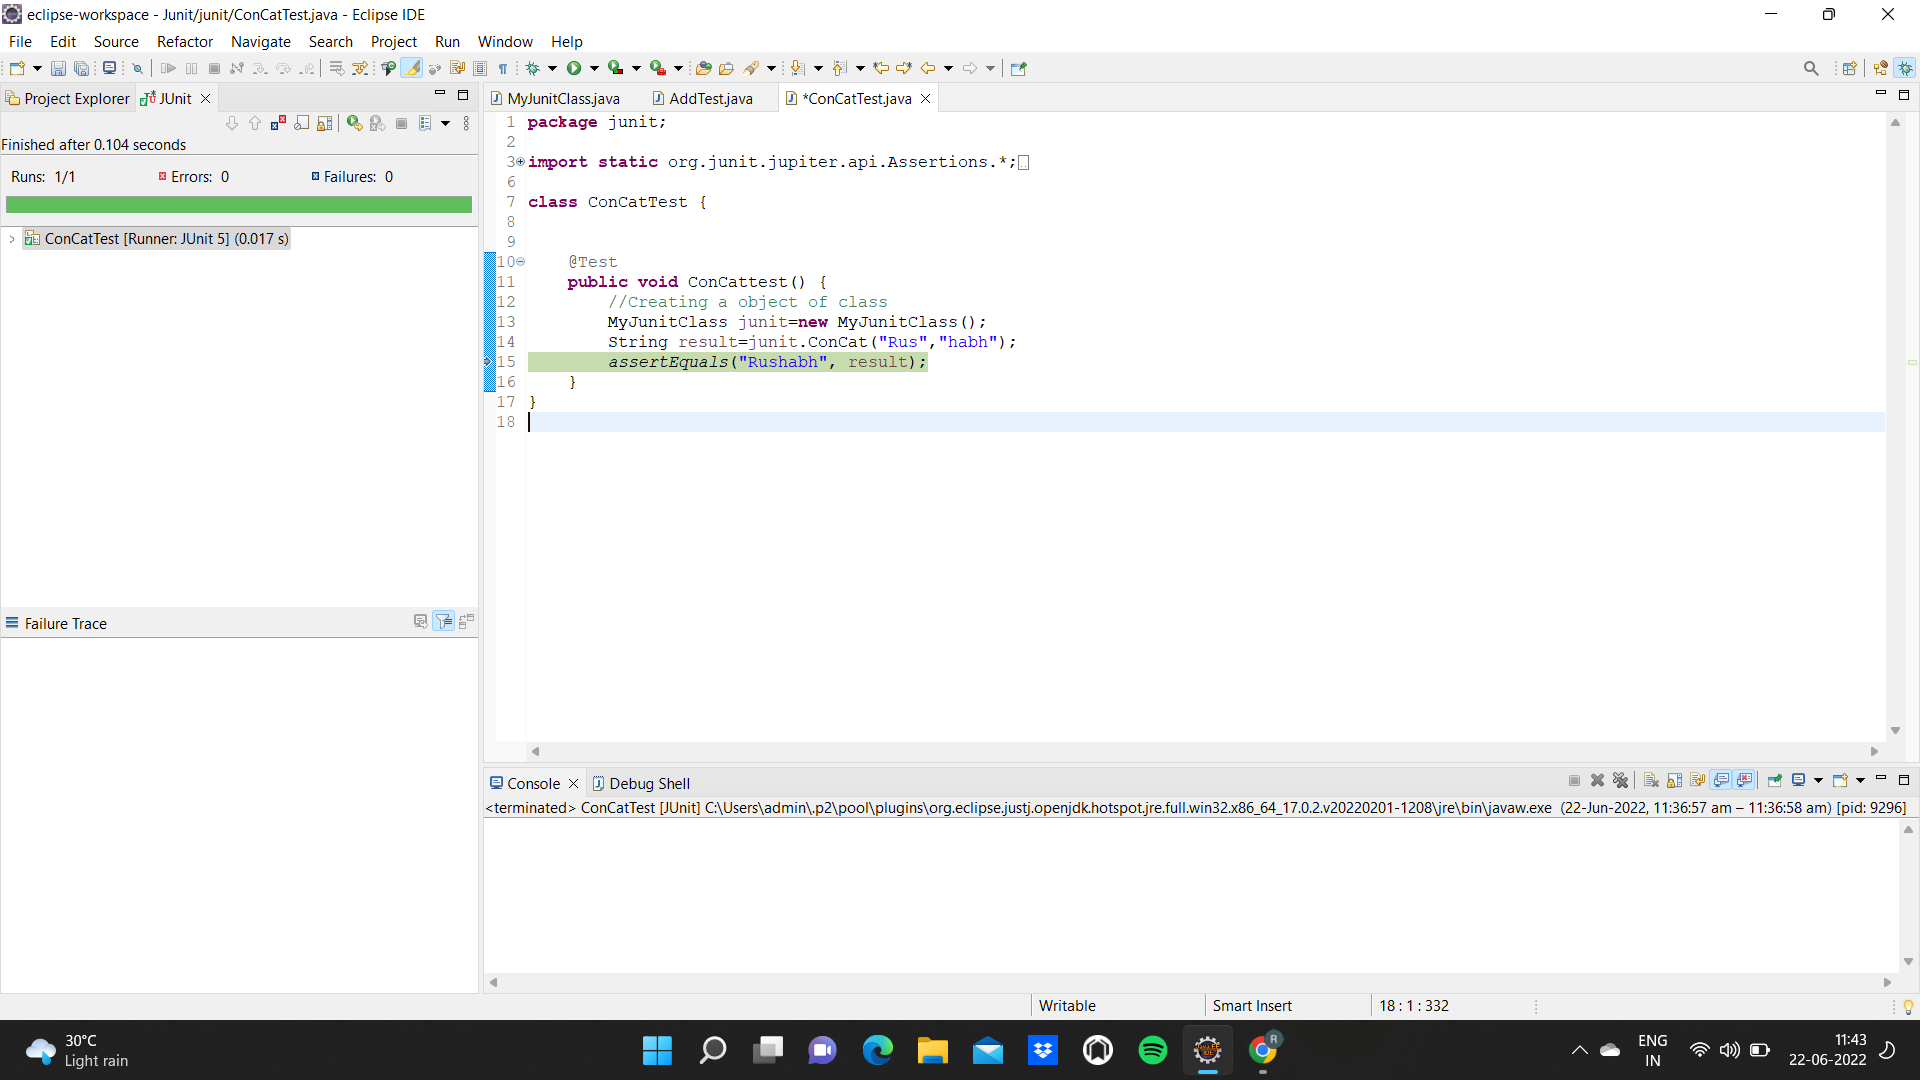 eclipse-workspace - Junit/junit/ConCatTest.java - Eclipse IDE
File Edit Source Refactor Navigate Search Project Run Window Help
Project Explorer JUnit
MyJunitClass.java AddTest.java *ConCatTest.java
Finished after 0.104 seconds
Runs: 1/1 Errors: 0 Failures: 0
ConCatTest [Runner: JUnit 5] (0.017 s)
Failure Trace
1 package junit;
2
3 import static org.junit.jupiter.api.Assertions.*;
6
7 class ConCatTest {
8
9
10 @Test
11 public void ConCattest() {
12 //Creating a object of class
13 MyJunitClass junit=new MyJunitClass();
14 String result=junit.ConCat("Rus","habh");
15 assertEquals("Rushabh", result);
16 }
17 }
18
Console Debug Shell
<terminated> ConCatTest [JUnit] C:\Users\admin\.p2\pool\plugins\org.eclipse.justj.openjdk.hotspot.jre.full.win32.x86_64_17.0.2.v20220201-1208\jre\bin\javaw.exe (22-Jun-2022, 11:36:57 am – 11:36:58 am) [pid: 9296]
Writable Smart Insert 18 : 1 : 332
30°C
Light rain
ENG
IN
11:43
22-06-2022